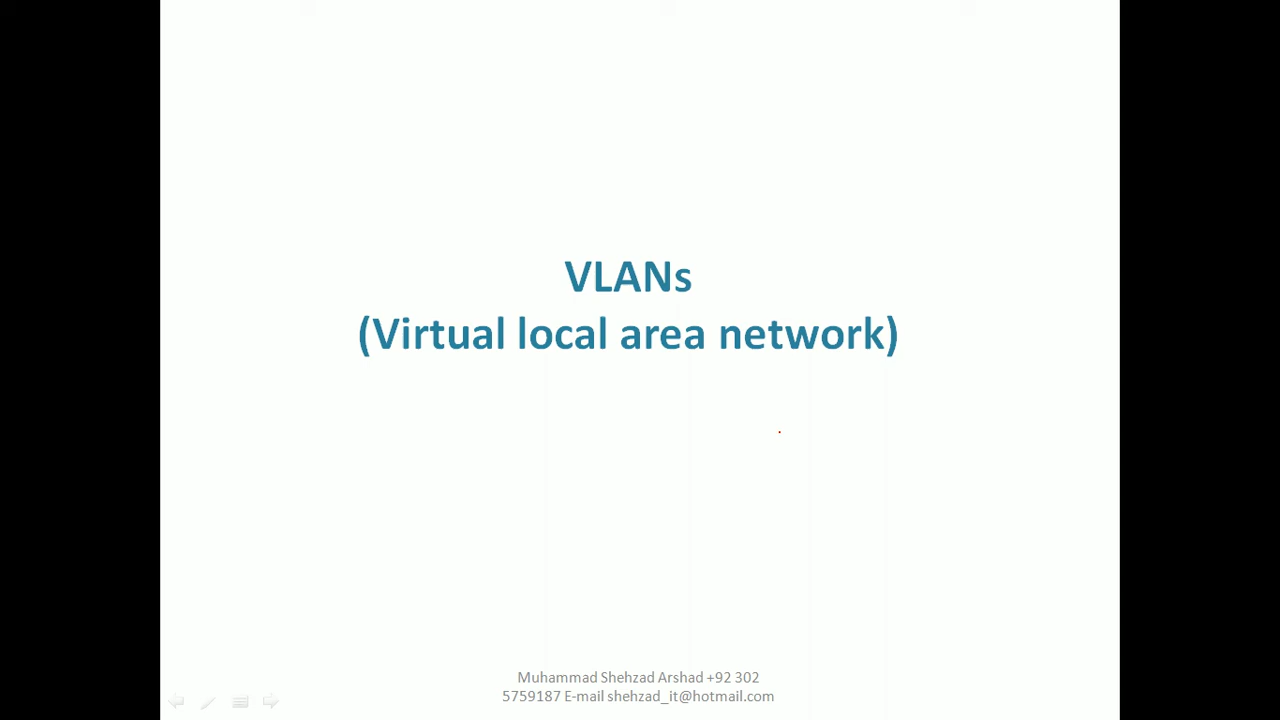 VLANs
(Virtual local area network)
Muhammad Shehzad Arshad +92 302
5759187 E-mail shehzad_it@hotmail.com